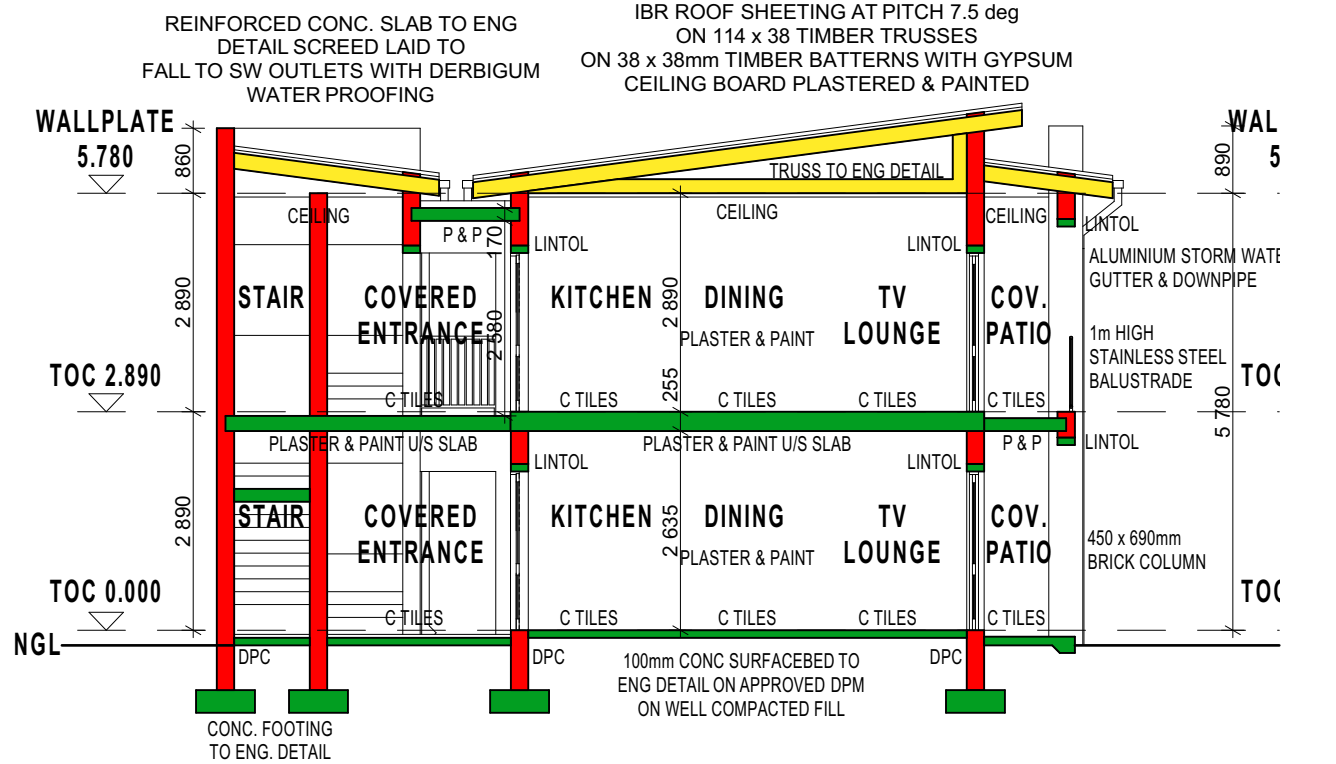 REINFORCED CONC. SLAB TO ENG
DETAIL SCREED LAID TO
FALL TO SW OUTLETS WITH DERBIGUM
WATER PROOFING
IBR ROOF SHEETING AT PITCH 7.5 deg
ON 114 x 38 TIMBER TRUSSES
ON 38 x 38mm TIMBER BATTERNS WITH GYPSUM
CEILING BOARD PLASTERED & PAINTED
WALLPLATE
5.780
860
WAL
5
890
TRUSS TO ENG DETAIL
CEILING
CEILING
CEILING
P & P
170
LINTOL
LINTOL
LINTOL
ALUMINIUM STORM WATE
GUTTER & DOWNPIPE
2 890
STAIR
COVERED
ENTRANCE
2 580
KITCHEN
2 890
DINING
PLASTER & PAINT
TV
LOUNGE
COV.
PATIO
1m HIGH
STAINLESS STEEL
BALUSTRADE
TOC 2.890
TOC
C TILES
C TILES
255
C TILES
C TILES
C TILES
5 780
PLASTER & PAINT U/S SLAB
PLASTER & PAINT U/S SLAB
P & P
LINTOL
LINTOL
LINTOL
2 890
STAIR
COVERED
ENTRANCE
KITCHEN
2 635
DINING
PLASTER & PAINT
TV
LOUNGE
COV.
PATIO
450 x 690mm
BRICK COLUMN
TOC 0.000
TOC
C TILES
C TILES
C TILES
C TILES
C TILES
NGL
DPC
DPC
DPC
100mm CONC SURFACEBED TO
ENG DETAIL ON APPROVED DPM
ON WELL COMPACTED FILL
CONC. FOOTING
TO ENG. DETAIL